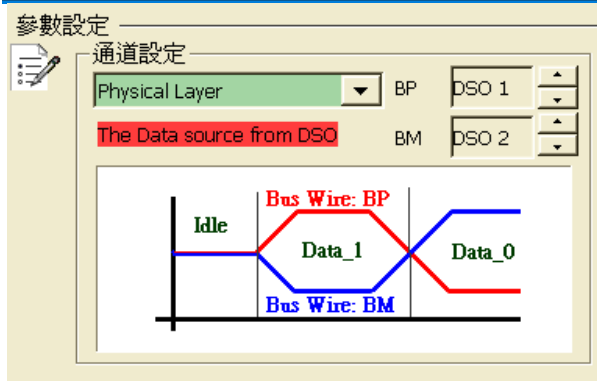 參數設定
通道設定
Physical Layer BP DSO 1
The Data source from DSO BM DSO 2
Bus Wire: BP
Idle
Data_1 Data_0
Bus Wire: BM